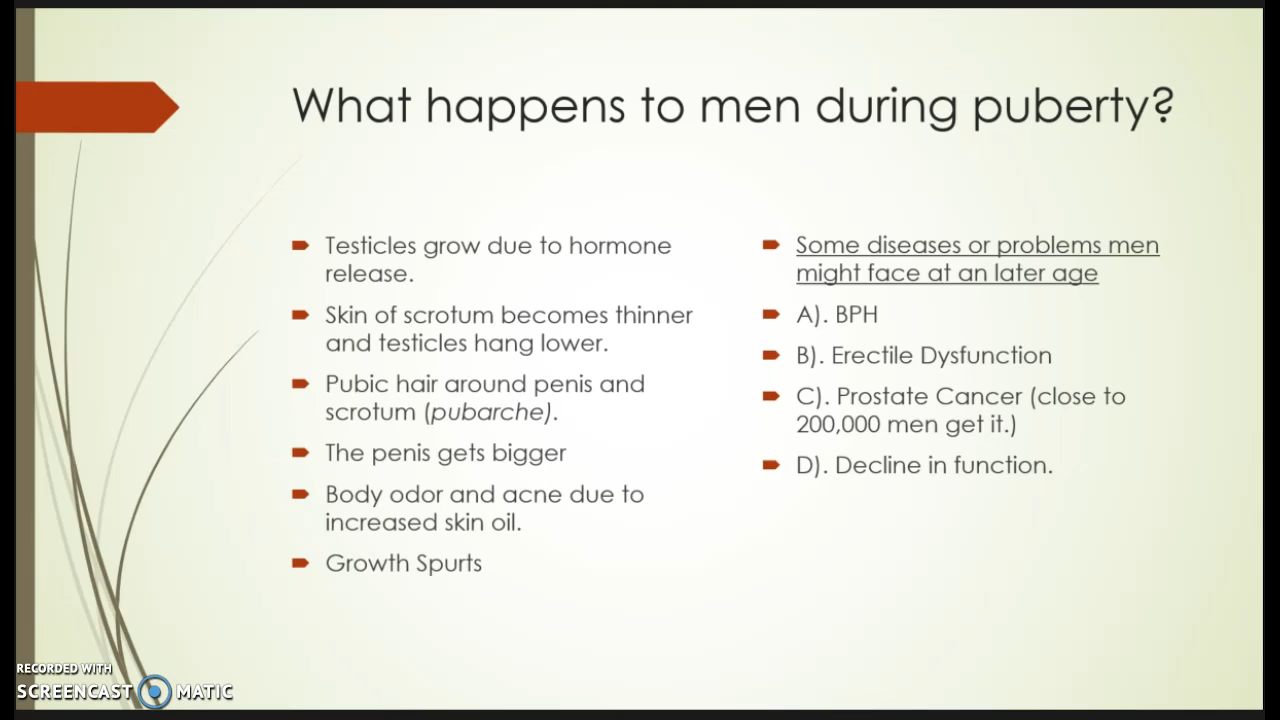 What happens to men during puberty?
Testicles grow due to hormone
release.
Skin of scrotum becomes thinner
and testicles hang lower.
Pubic hair around penis and
scrotum (pubarche).
The penis gets bigger
Body odor and acne due to
increased skin oil.
Growth Spurts
Some diseases or problems men
might face at an later age
A). BPH
B). Erectile Dysfunction
C). Prostate Cancer (close to
200,000 men get it.)
D). Decline in function.
RECORDED WITH
SCREENCAST MATIC